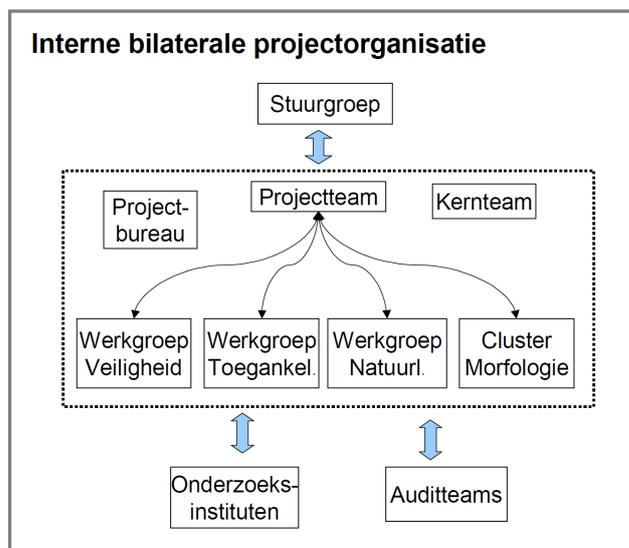 Interne bilaterale projectorganisatie
Stuurgroep
Project-
bureau
Projectteam
Kernteam
Werkgroep
Veiligheid
Werkgroep
Toegankel.
Werkgroep
Natuurl.
Cluster
Morfologie
Onderzoeks-
instituten
Auditteams